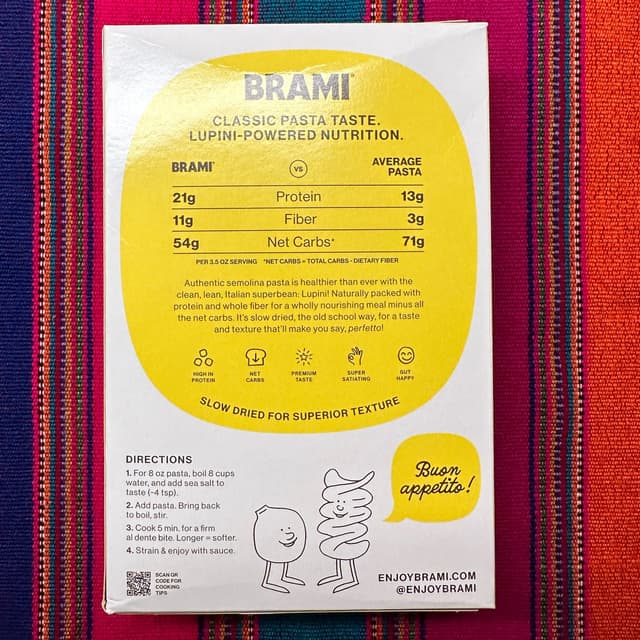 BRAMI®
CLASSIC PASTA TASTE.
LUPINI-POWERED NUTRITION.
BRAMI® VS AVERAGE PASTA
21g Protein 13g
11g Fiber 3g
54g Net Carbs* 71g
PER 3.5 OZ SERVING *NET CARBS = TOTAL CARBS - DIETARY FIBER
Authentic semolina pasta is healthier than ever with the
clean, lean, Italian superbean: Lupini! Naturally packed with
protein and whole fiber for a wholly nourishing meal minus all
the net carbs. It's slow dried, the old school way, for a taste
and texture that'll make you say, perfetto!
HIGH IN PROTEIN
↓ NET CARBS
PREMIUM TASTE
SUPER SATIATING
GUT HAPPY
SLOW DRIED FOR SUPERIOR TEXTURE
DIRECTIONS
1. For 8 oz pasta, boil 8 cups
water, and add sea salt to
taste (~4 tsp).
2. Add pasta. Bring back
to boil, stir.
3. Cook 5 min. for a firm
al dente bite. Longer = softer.
4. Strain & enjoy with sauce.
SCAN QR
CODE FOR
COOKING
TIPS
Buon
appetito!
ENJOYBRAMI.COM
@ENJOYBRAMI